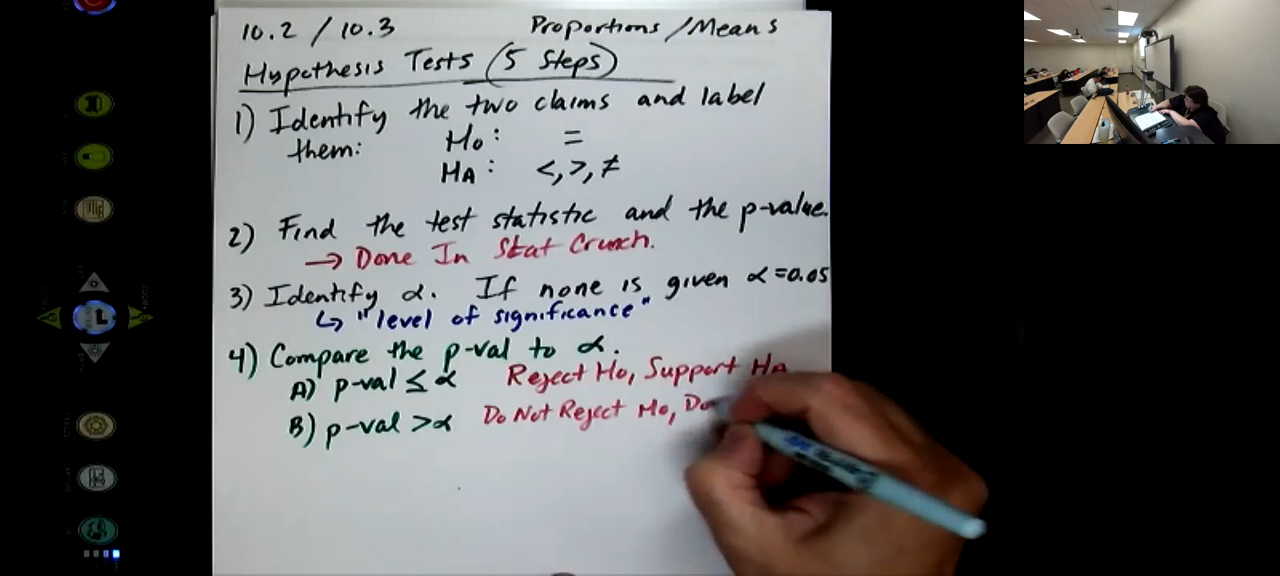 10.2 / 10.3 Proportions / Means
Hypothesis Tests (5 Steps)
1) Identify the two claims and label
them: Ho: =
HA: <, >, ≠
2) Find the test statistic and the p-value.
→ Done In Stat Crunch.
3) Identify α. If none is given α = 0.05
↳ "level of significance"
4) Compare the p-val to α.
A) p-val ≤ α Reject Ho, Support HA
B) p-val > α Do Not Reject Ho, Do